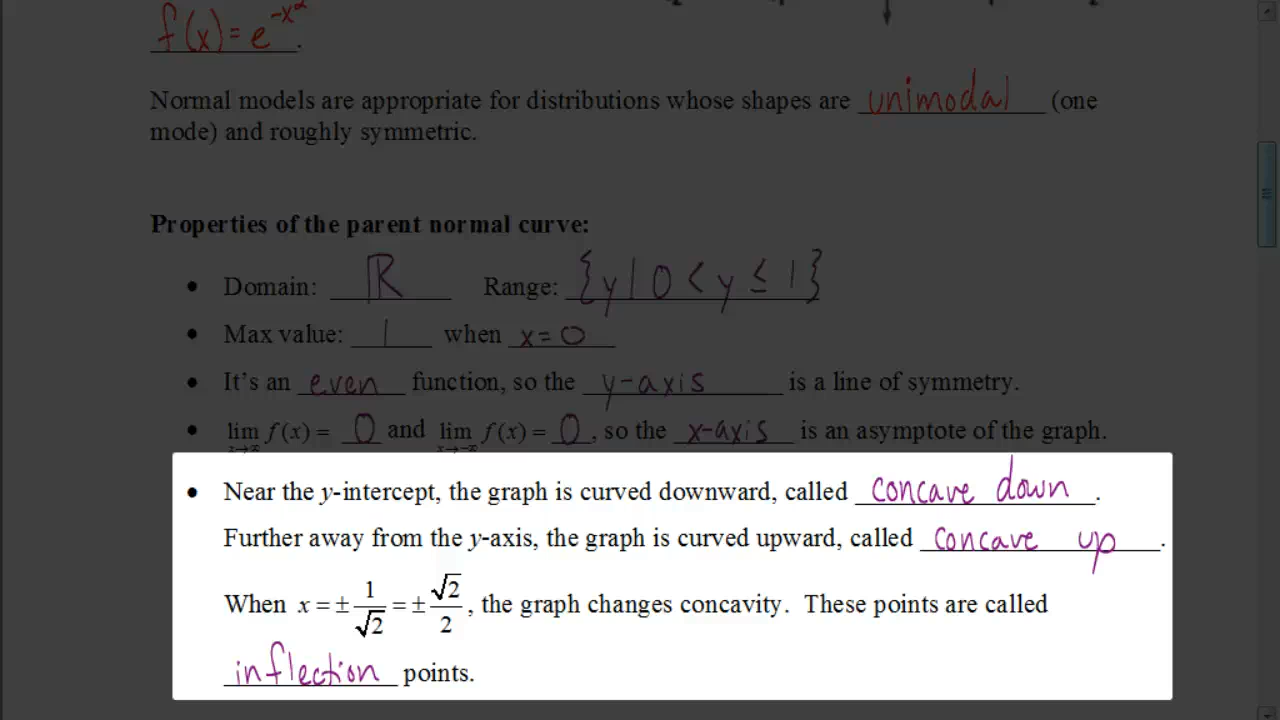 f(x) = e^{-x²}.
Normal models are appropriate for distributions whose shapes are unimodal (one
mode) and roughly symmetric.
Properties of the parent normal curve:
• Domain: ℝ Range: {y | 0 < y ≤ 1}
• Max value: 1 when x = 0
• It's an even function, so the y-axis is a line of symmetry.
• lim x→∞ f(x) = 0 and lim x→-∞ f(x) = 0, so the x-axis is an asymptote of the graph.
• Near the y-intercept, the graph is curved downward, called concave down.
Further away from the y-axis, the graph is curved upward, called concave up.
When x = ± 1/√2 = ± √2/2, the graph changes concavity. These points are called
inflection points.